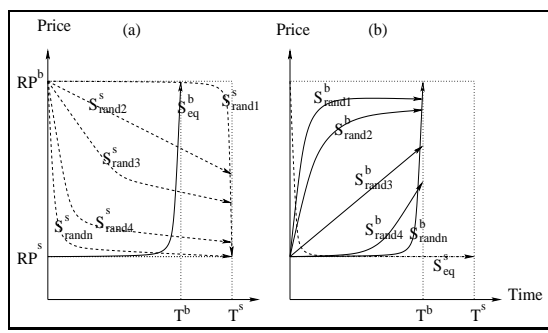 Price
(a)
Price
(b)
RP^b
S^s_rand2
S^b_eq
S^s_rand1
S^b_rand1
S^b_rand2
S^s_rand3
S^b_rand3
S^s_randn
S^s_rand4
S^b_rand4
S^b_randn
RP^s
S^s_eq
Time
T^b
T^s
T^b
T^s